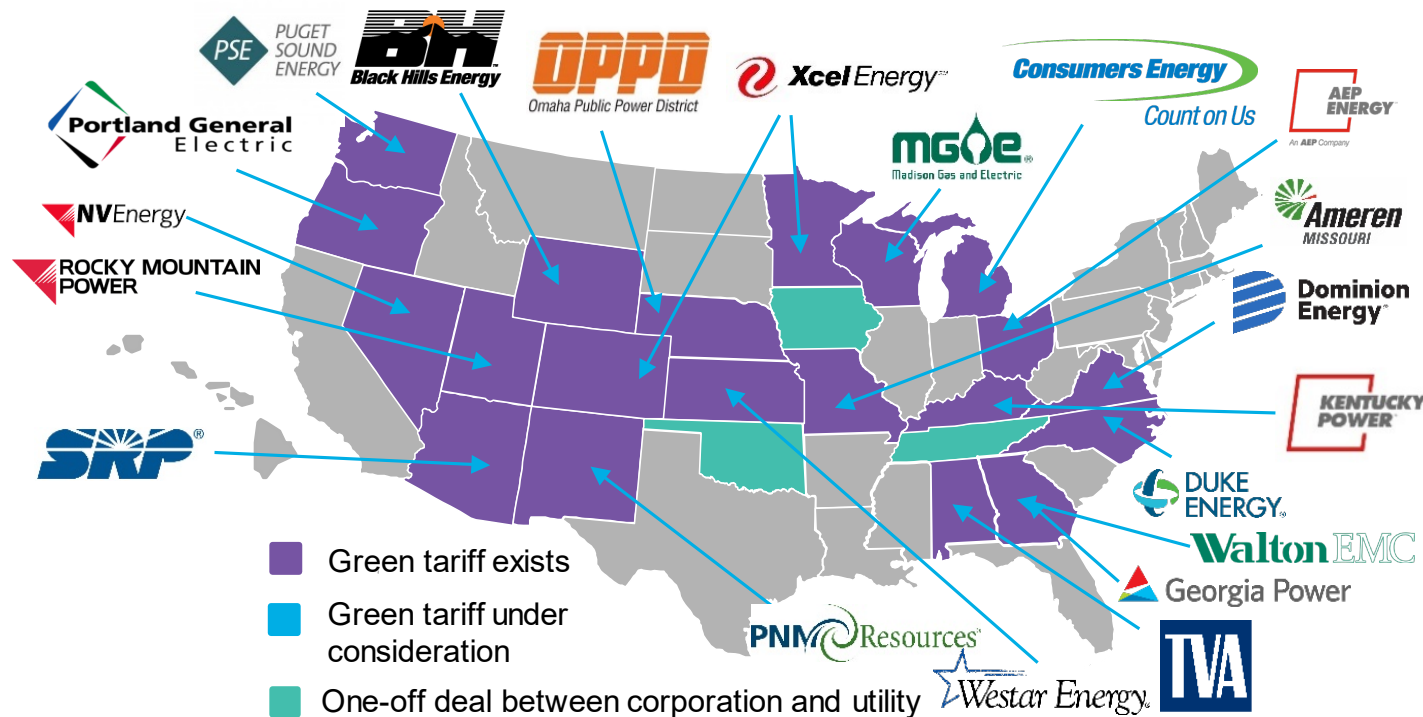 PSE
PUGET
SOUND
ENERGY
BH
Black Hills Energy
OPPD
Omaha Public Power District
Xcel Energy℠
Consumers Energy
Count on Us
AEP
ENERGY
An AEP Company
Portland General
Electric
mge®
Madison Gas and Electric
Ameren
MISSOURI
NVEnergy
ROCKY MOUNTAIN
POWER
Dominion
Energy®
KENTUCKY
POWER
SRP®
DUKE
ENERGY®
Walton EMC
Georgia Power
Green tariff exists
Green tariff under
consideration
One-off deal between corporation and utility
PNM Resources
Westar Energy®
TVA